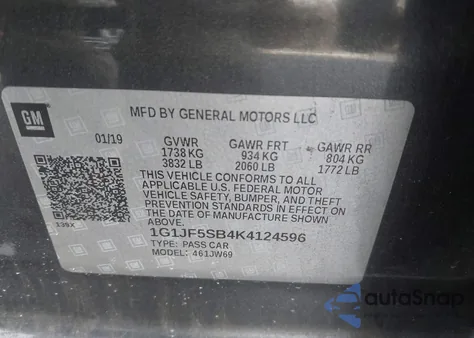 GM
MFD BY GENERAL MOTORS LLC
01/19 GVWR GAWR FRT GAWR RR
1738 KG 934 KG 804 KG
3832 LB 2060 LB 1772 LB
THIS VEHICLE CONFORMS TO ALL
APPLICABLE U.S. FEDERAL MOTOR
VEHICLE SAFETY, BUMPER, AND THEFT
PREVENTION STANDARDS IN EFFECT ON
THE DATE OF MANUFACTURE SHOWN
ABOVE.
139X
1G1JF5SB4K4124596
TYPE: PASS CAR
MODEL: 461JW69
autoSnap